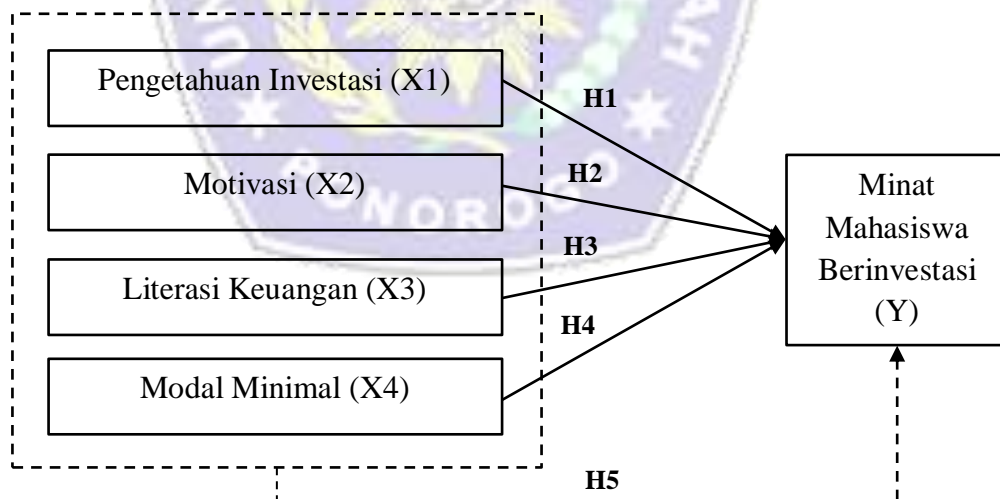 Pengetahuan Investasi (X1)
H1
Motivasi (X2)
H2
H3
Literasi Keuangan (X3)
H4
Modal Minimal (X4)
Minat
Mahasiswa
Berinvestasi
(Y)
H5
PONOROGO